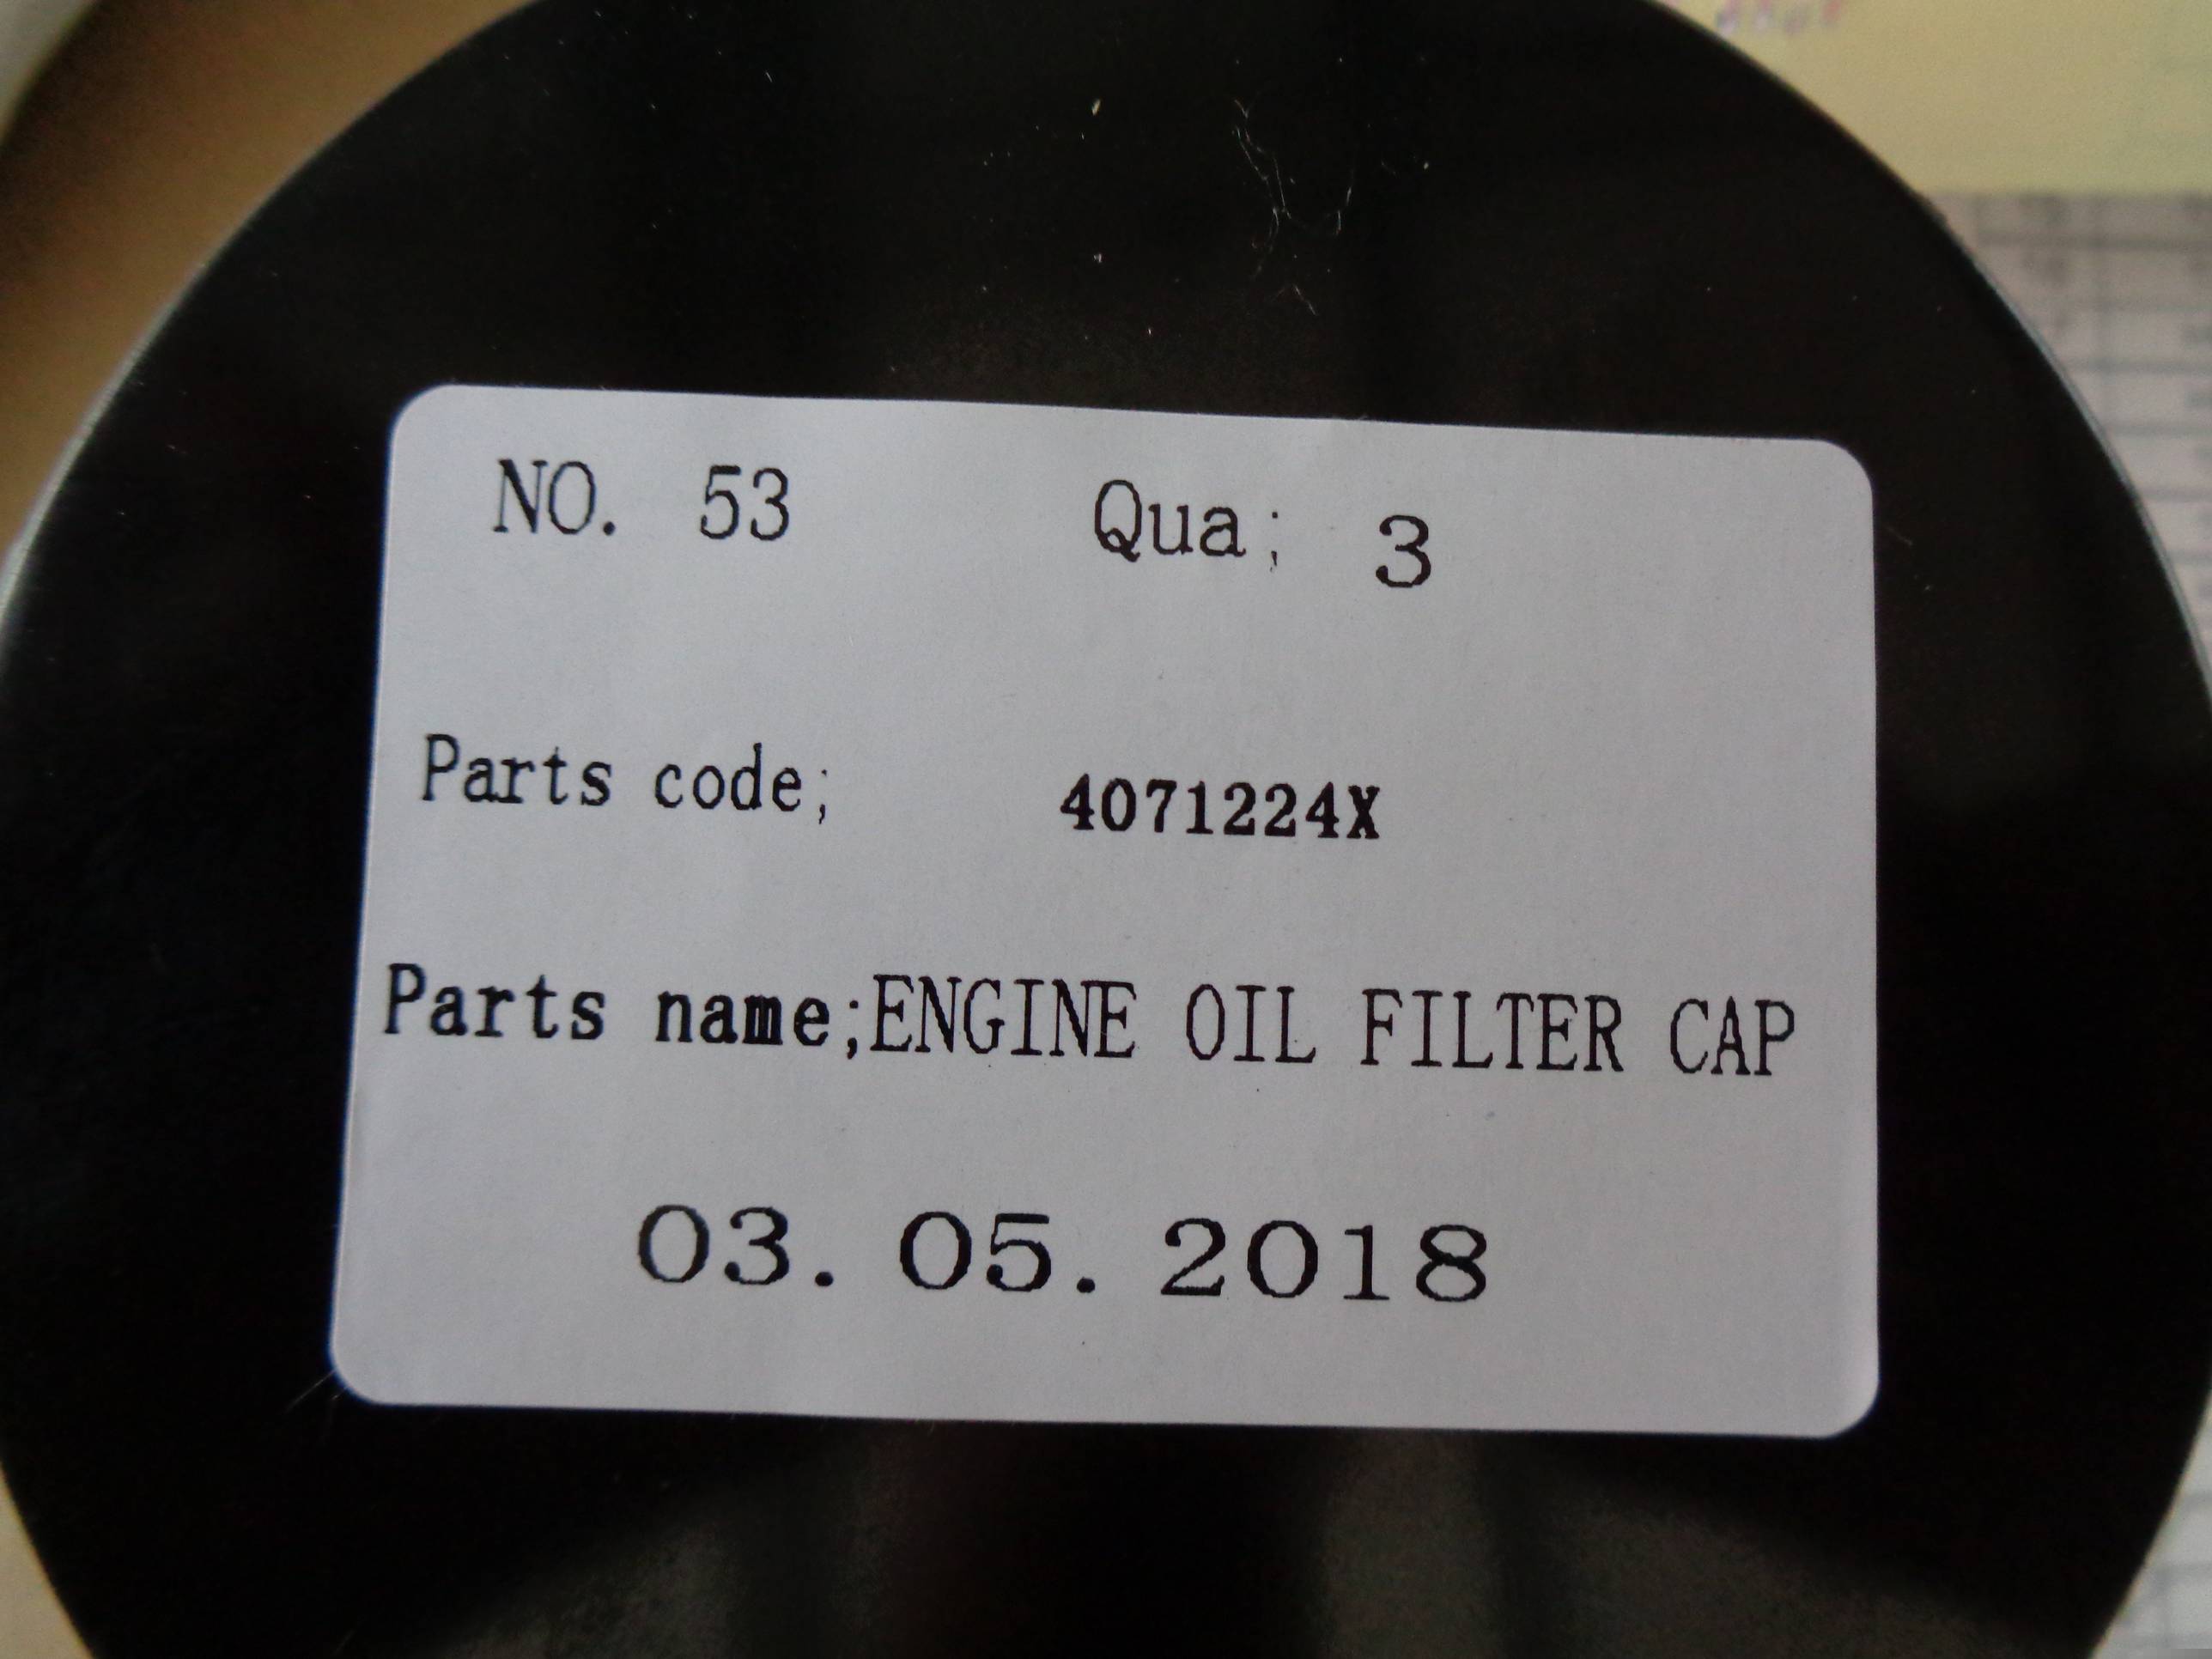 NO. 53 Qua; 3
Parts code; 4071224X
Parts name;ENGINE OIL FILTER CAP
03. 05. 2018